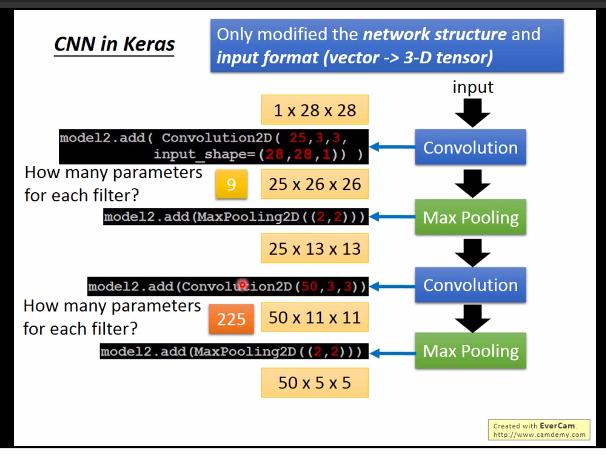 CNN in Keras
Only modified the network structure and
input format (vector -> 3-D tensor)
input
1 x 28 x 28
model2.add( Convolution2D( 25,3,3,
input_shape=(28,28,1)) )
Convolution
How many parameters
for each filter?
9
25 x 26 x 26
model2.add(MaxPooling2D((2,2)))
Max Pooling
25 x 13 x 13
model2.add(Convolution2D(50,3,3))
Convolution
How many parameters
for each filter?
225
50 x 11 x 11
model2.add(MaxPooling2D((2,2)))
Max Pooling
50 x 5 x 5
Created with EverCam.
http://www.camdemy.com